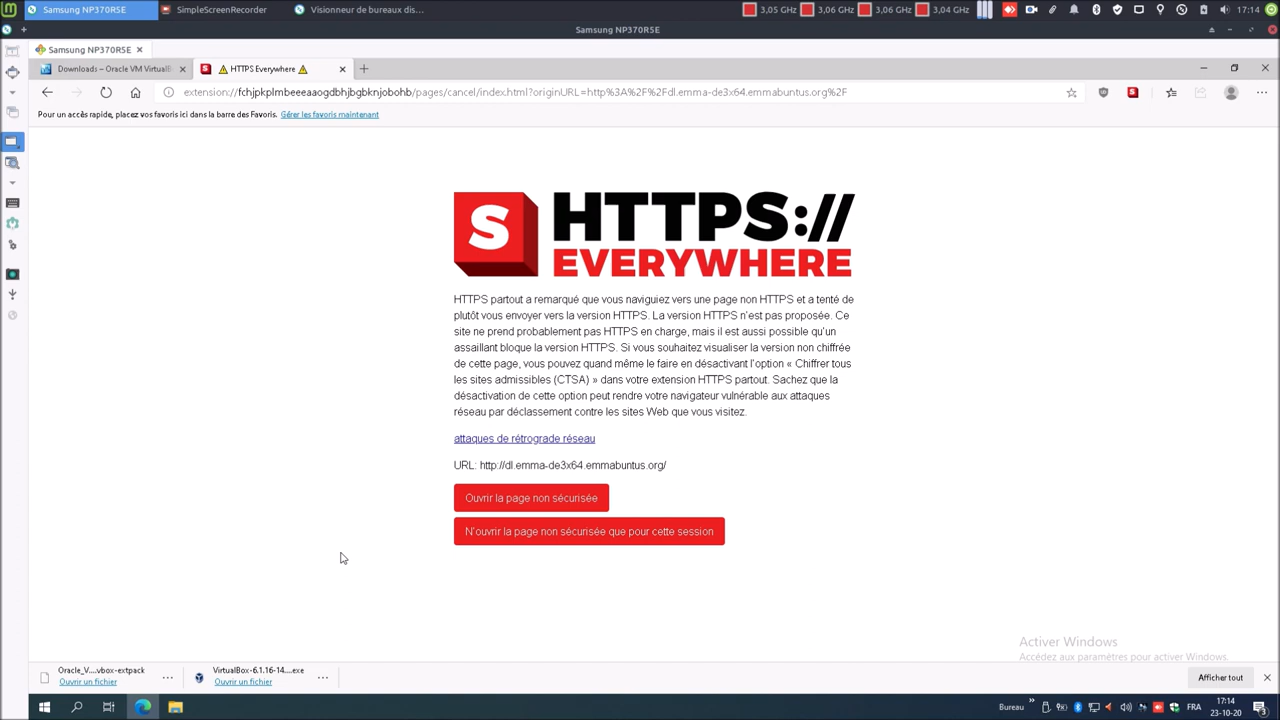 Samsung NP370R5E
SimpleScreenRecorder
Visionneur de bureaux dis...
3,05 GHz
3,06 GHz
3,06 GHz
3,04 GHz
17:14
Samsung NP370R5E
Samsung NP370R5E
Downloads – Oracle VM VirtualB
HTTPS Everywhere
extension://fchjpkplmbeeeaaogdbhjbgbknjobohb/pages/cancel/index.html?originURL=http%3A%2F%2Fdl.emma-de3x64.emmabuntus.org%2F
Pour un accès rapide, placez vos favoris ici dans la barre des Favoris. Gérer les favoris maintenant
S HTTPS://
EVERYWHERE
HTTPS partout a remarqué que vous naviguiez vers une page non HTTPS et a tenté de
plutôt vous envoyer vers la version HTTPS. La version HTTPS n'est pas proposée. Ce
site ne prend probablement pas HTTPS en charge, mais il est aussi possible qu'un
assaillant bloque la version HTTPS. Si vous souhaitez visualiser la version non chiffrée
de cette page, vous pouvez quand même le faire en désactivant l'option « Chiffrer tous
les sites admissibles (CTSA) » dans votre extension HTTPS partout. Sachez que la
désactivation de cette option peut rendre votre navigateur vulnérable aux attaques
réseau par déclassement contre les sites Web que vous visitez.
attaques de rétrograde réseau
URL: http://dl.emma-de3x64.emmabuntus.org/
Ouvrir la page non sécurisée
N'ouvrir la page non sécurisée que pour cette session
Activer Windows
Accédez aux paramètres pour activer Windows.
Oracle_V....vbox-extpack
Ouvrir un fichier
VirtualBox-6.1.16-14....exe
Ouvrir un fichier
Afficher tout
Bureau
FRA
17:14
23-10-20
3